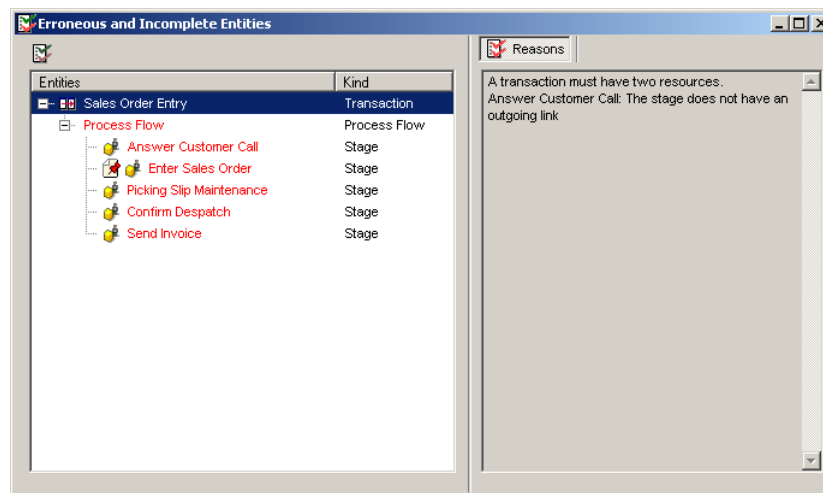 Erroneous and Incomplete Entities
Reasons
Entities Kind
Sales Order Entry Transaction
Process Flow Process Flow
Answer Customer Call Stage
Enter Sales Order Stage
Picking Slip Maintenance Stage
Confirm Despatch Stage
Send Invoice Stage
A transaction must have two resources.
Answer Customer Call: The stage does not have an
outgoing link